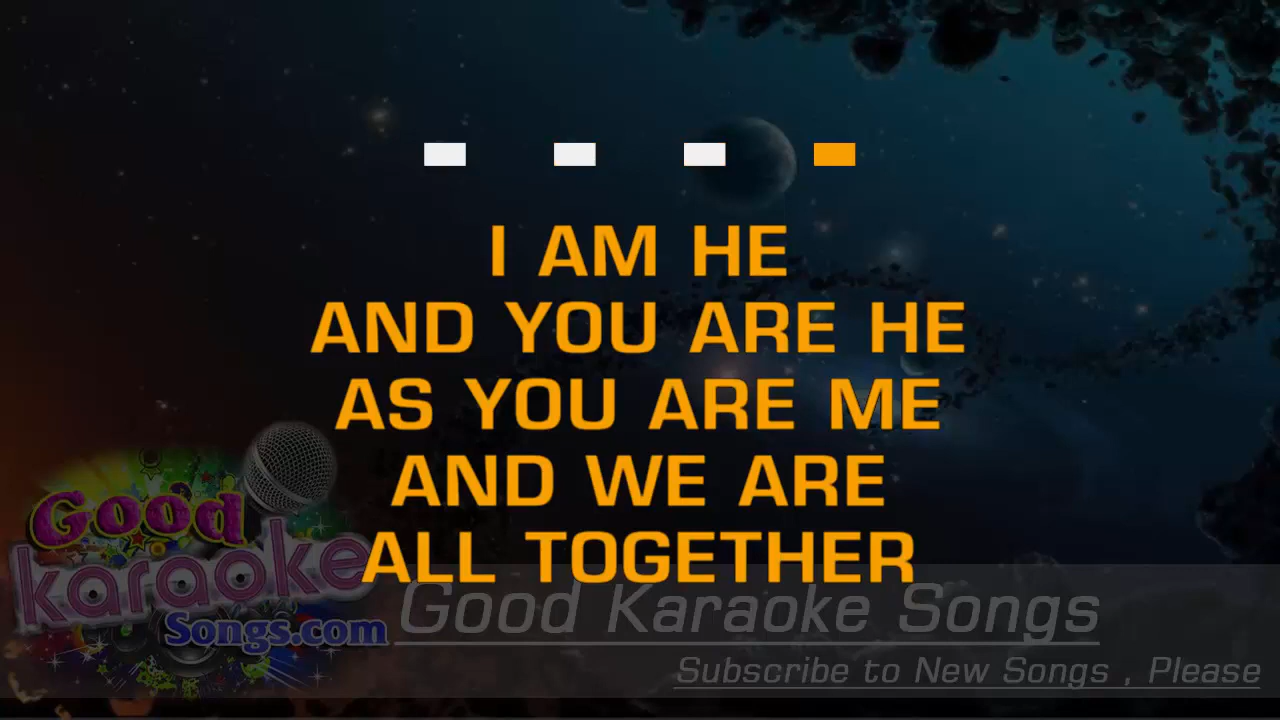 I AM HE
AND YOU ARE HE
AS YOU ARE ME
AND WE ARE
ALL TOGETHER
Good
karaoke
Songs.com
Good Karaoke Songs
Subscribe to New Songs , Please